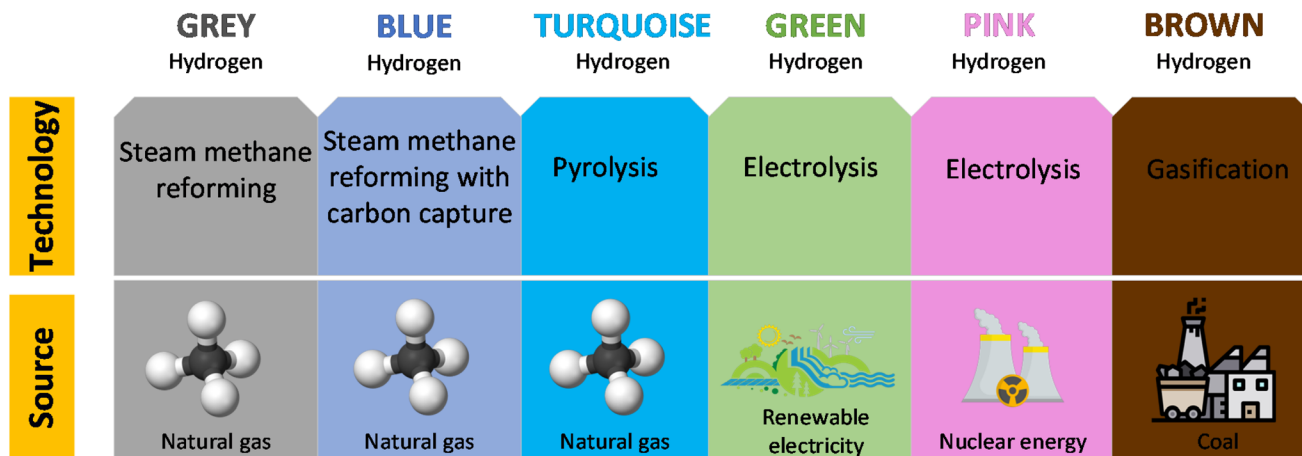 GREY
Hydrogen
BLUE
Hydrogen
TURQUOISE
Hydrogen
GREEN
Hydrogen
PINK
Hydrogen
BROWN
Hydrogen
Technology
Steam methane
reforming
Steam methane
reforming with
carbon capture
Pyrolysis
Electrolysis
Electrolysis
Gasification
Source
Natural gas
Natural gas
Natural gas
Renewable
electricity
Nuclear energy
Coal